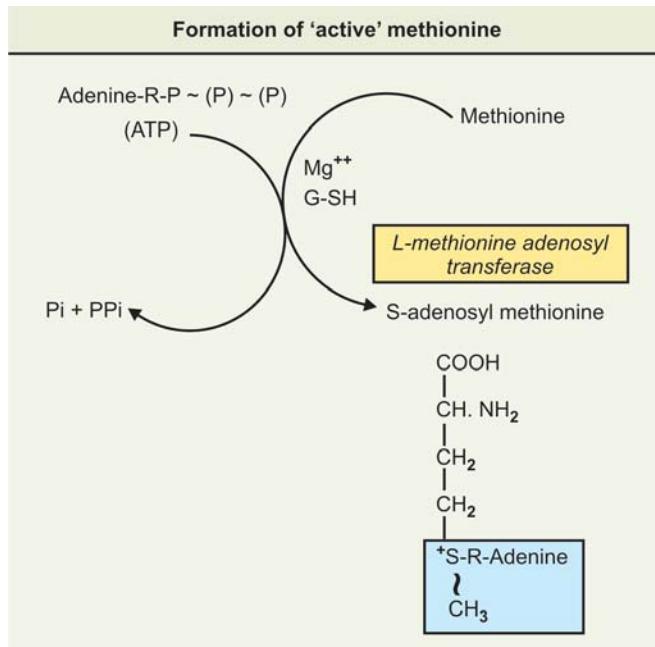 Formation of ‘active’ methionine
Adenine-R-P ~ (P) ~ (P)
(ATP)
Methionine
Mg++
G-SH
L-methionine adenosyl
transferase
Pi + PPi
S-adenosyl methionine
COOH
CH. NH2
CH2
CH2
+S-R-Adenine
~
CH3